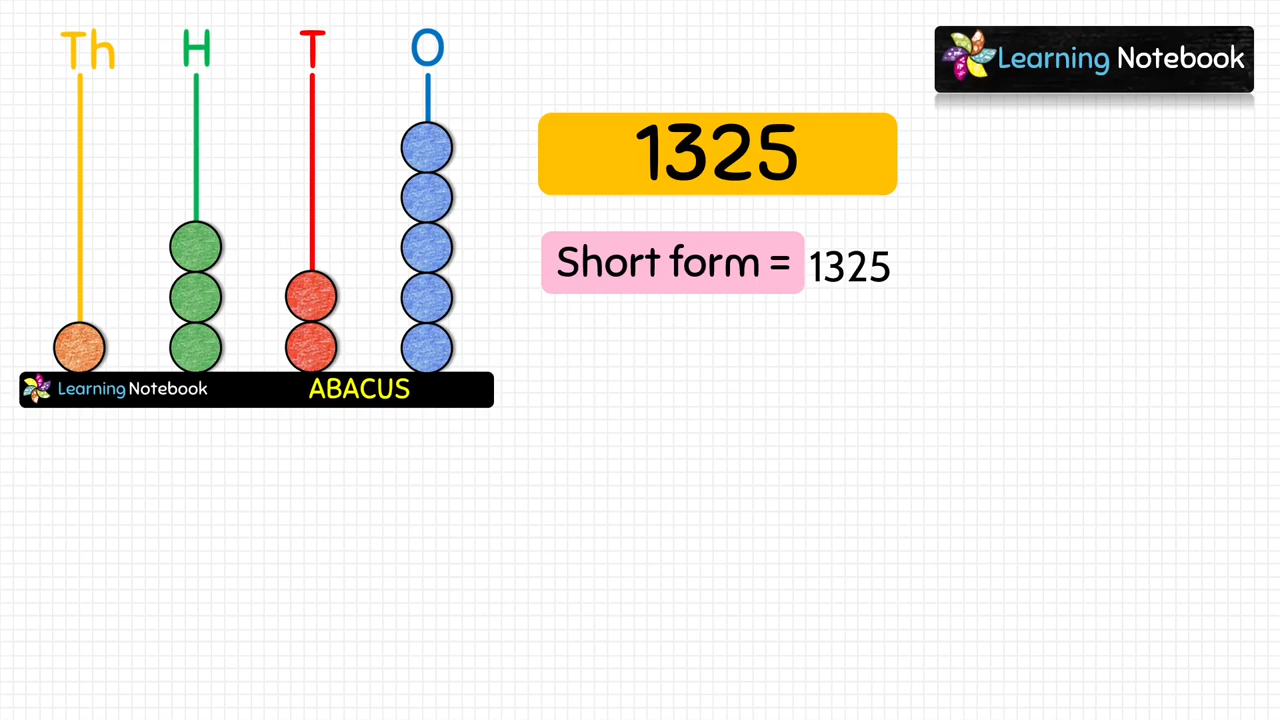 Th H T O
Learning Notebook
1325
Short form = 1325
Learning Notebook ABACUS